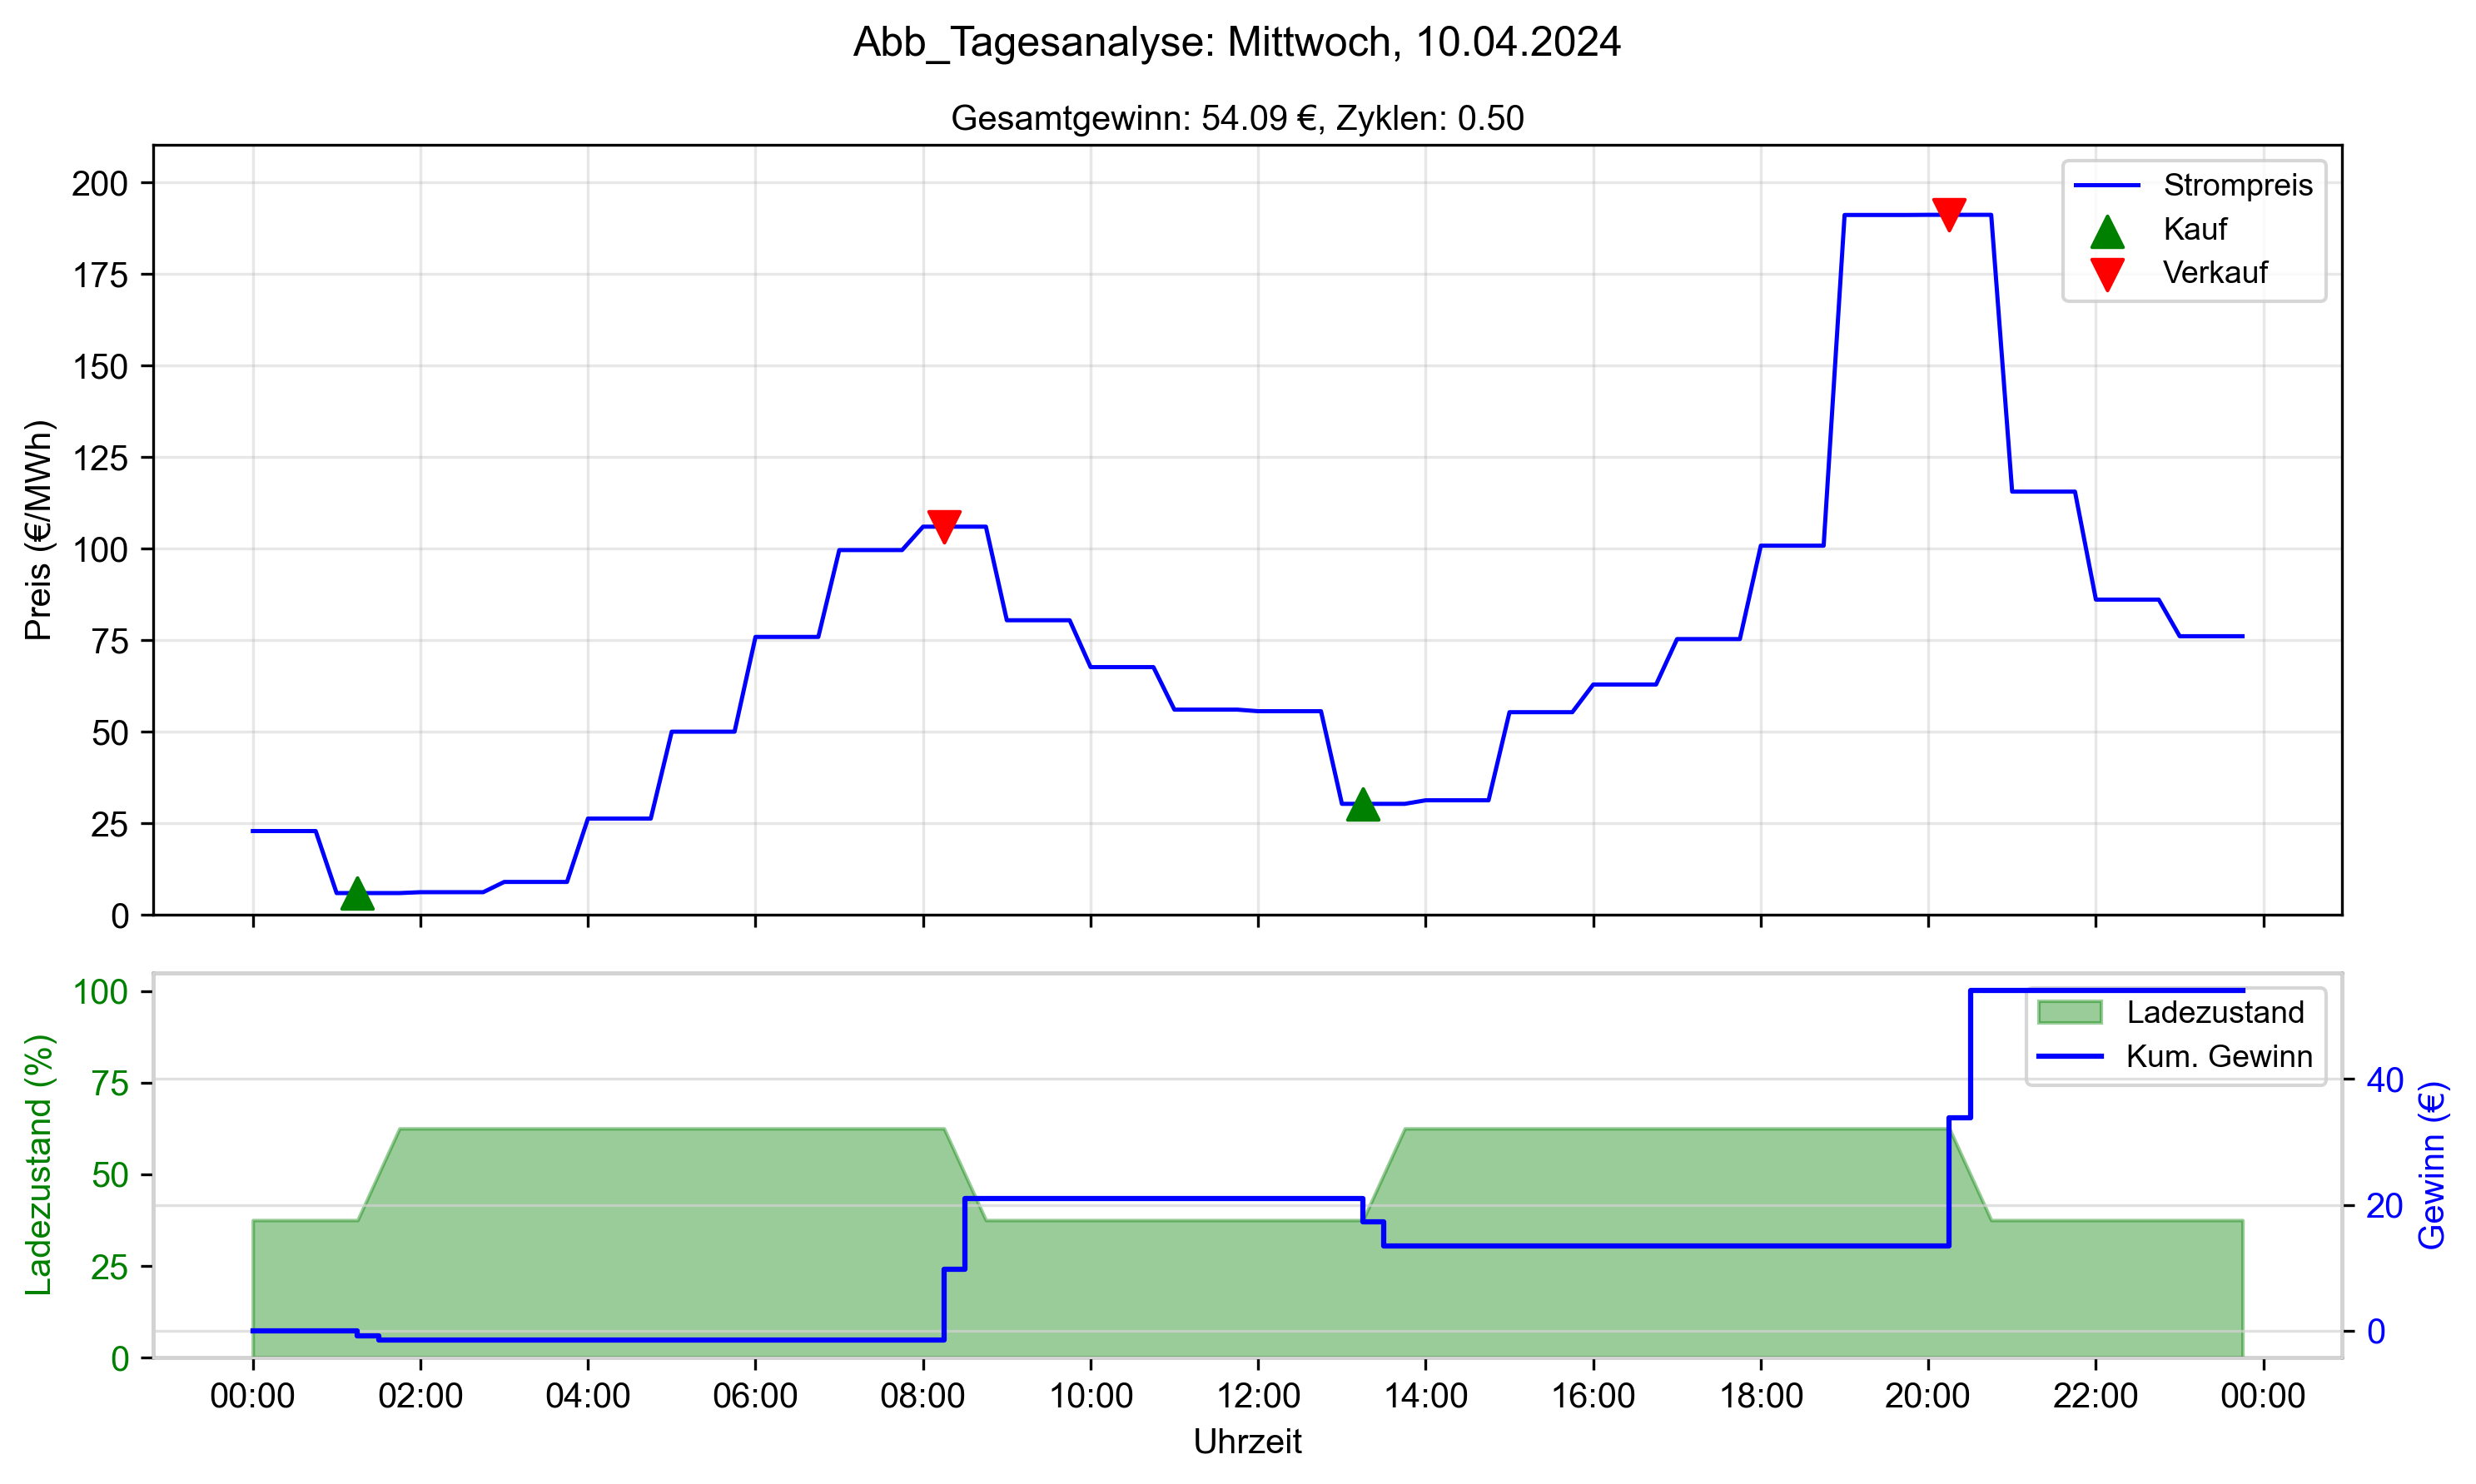 Abb_Tagesanalyse: Mittwoch, 10.04.2024
Gesamtgewinn: 54.09 €, Zyklen: 0.50
Preis (€/MWh)
200
175
150
125
100
75
50
25
0
Strompreis
Kauf
Verkauf
Ladezustand (%)
100
75
50
25
0
Ladezustand
Kum. Gewinn
40
20
0
Gewinn (€)
00:00 02:00 04:00 06:00 08:00 10:00 12:00 14:00 16:00 18:00 20:00 22:00 00:00
Uhrzeit